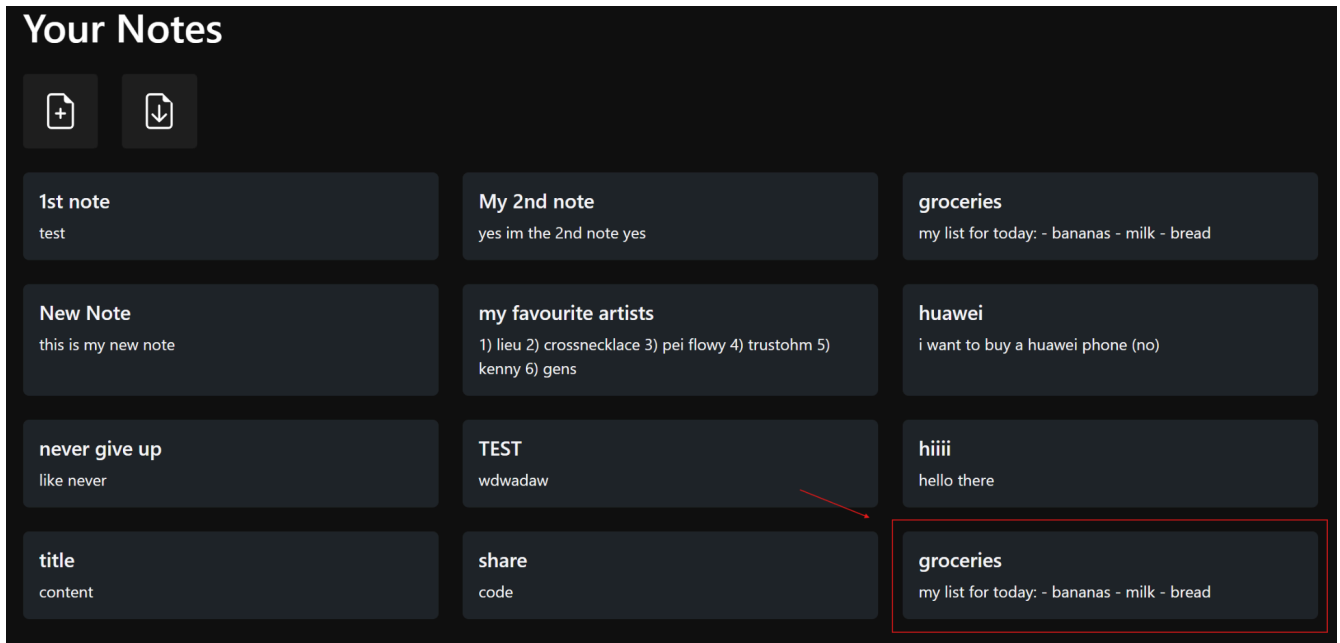 Your Notes
1st note
test
My 2nd note
yes im the 2nd note yes
groceries
my list for today: - bananas - milk - bread
New Note
this is my new note
my favourite artists
1) lieu 2) crossnecklace 3) pei flowy 4) trustohm 5)
kenny 6) gens
huawei
i want to buy a huawei phone (no)
never give up
like never
TEST
wdwadaw
hiiii
hello there
title
content
share
code
groceries
my list for today: - bananas - milk - bread